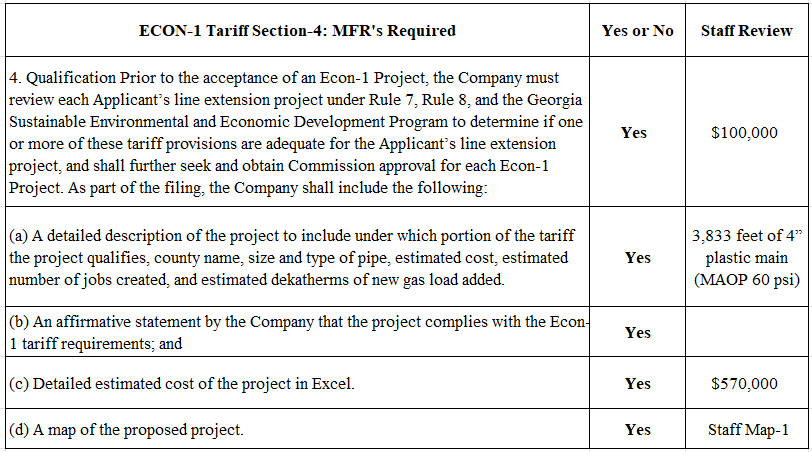 ECON-1 Tariff Section-4: MFR's Required Yes or No Staff Review
4. Qualification Prior to the acceptance of an Econ-1 Project, the Company must
review each Applicant’s line extension project under Rule 7, Rule 8, and the Georgia
Sustainable Environmental and Economic Development Program to determine if one
or more of these tariff provisions are adequate for the Applicant’s line extension
project, and shall further seek and obtain Commission approval for each Econ-1
Project. As part of the filing, the Company shall include the following:
Yes
$100,000
(a) A detailed description of the project to include under which portion of the tariff
the project qualifies, county name, size and type of pipe, estimated cost, estimated
number of jobs created, and estimated dekatherms of new gas load added.
Yes
3,833 feet of 4”
plastic main
(MAOP 60 psi)
(b) An affirmative statement by the Company that the project complies with the Econ-
1 tariff requirements; and
Yes
(c) Detailed estimated cost of the project in Excel. Yes $570,000
(d) A map of the proposed project. Yes Staff Map-1